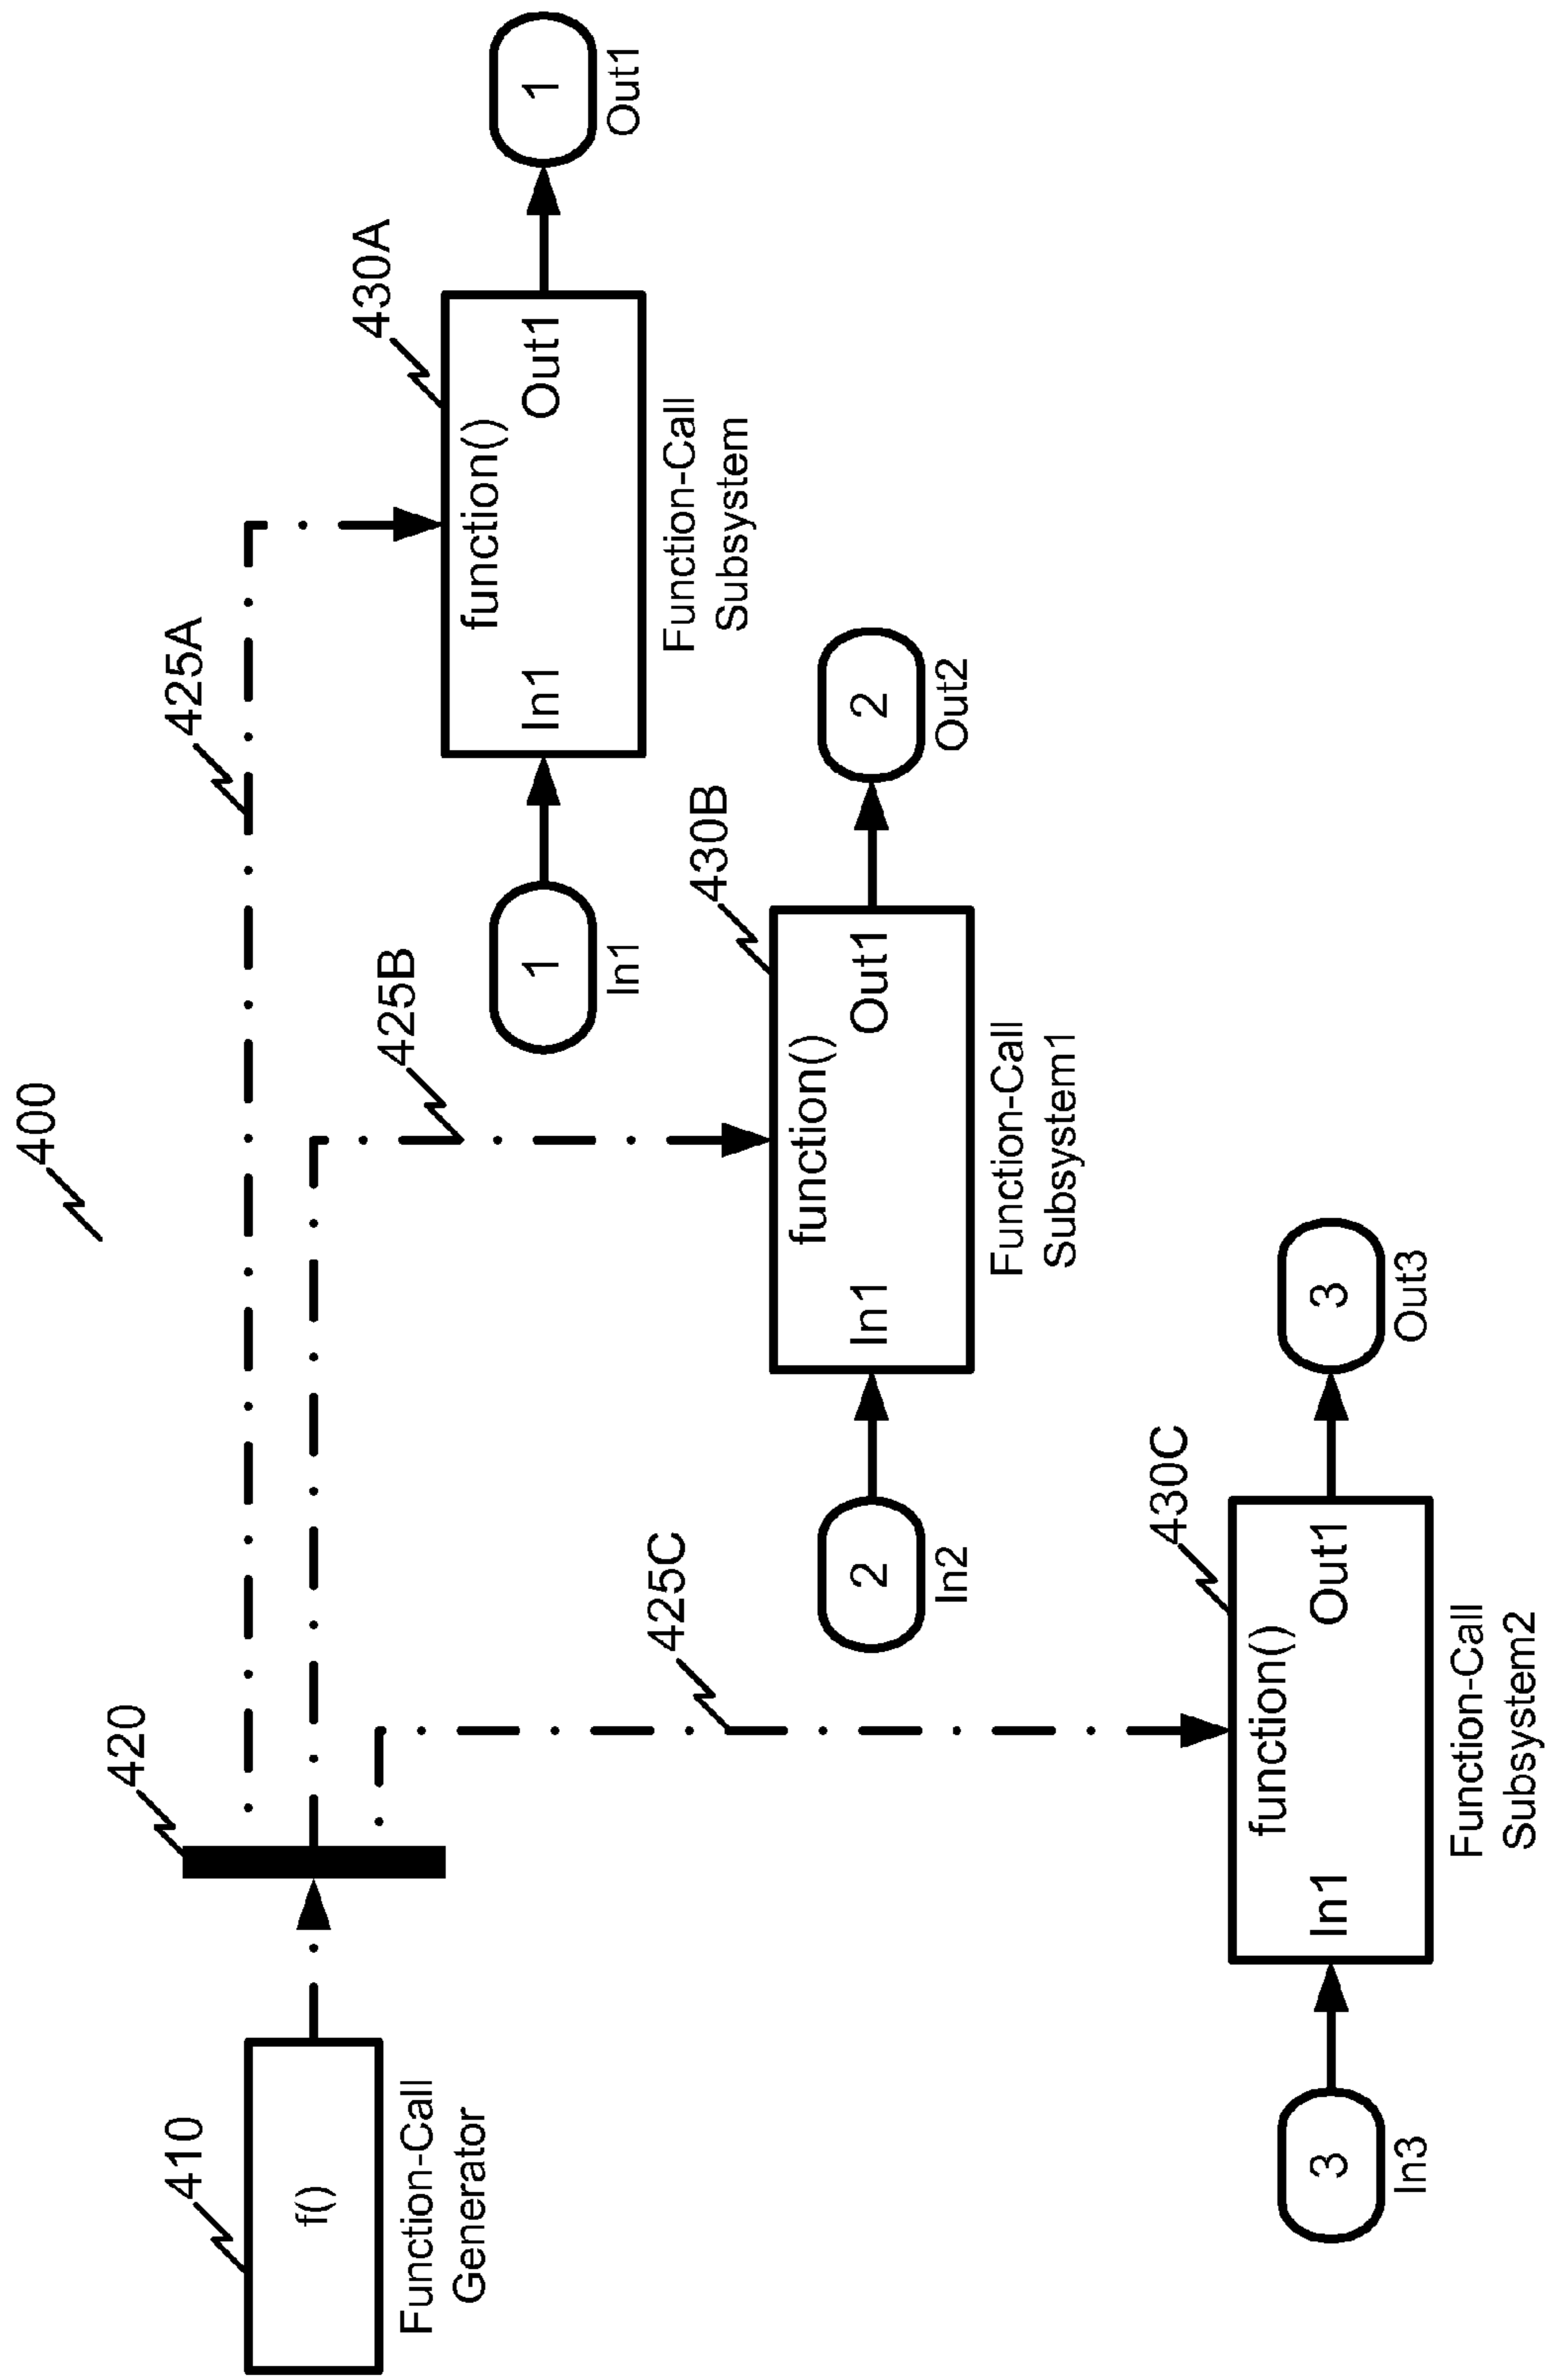 400
410
f()
Function-Call
Generator
420
425A
425B
425C
430A
function()
In1
Out1
Function-Call
Subsystem
1
In1
1
Out1
430B
function()
In1
Out1
Function-Call
Subsystem1
2
In2
2
Out2
430C
function()
In1
Out1
Function-Call
Subsystem2
3
In3
3
Out3